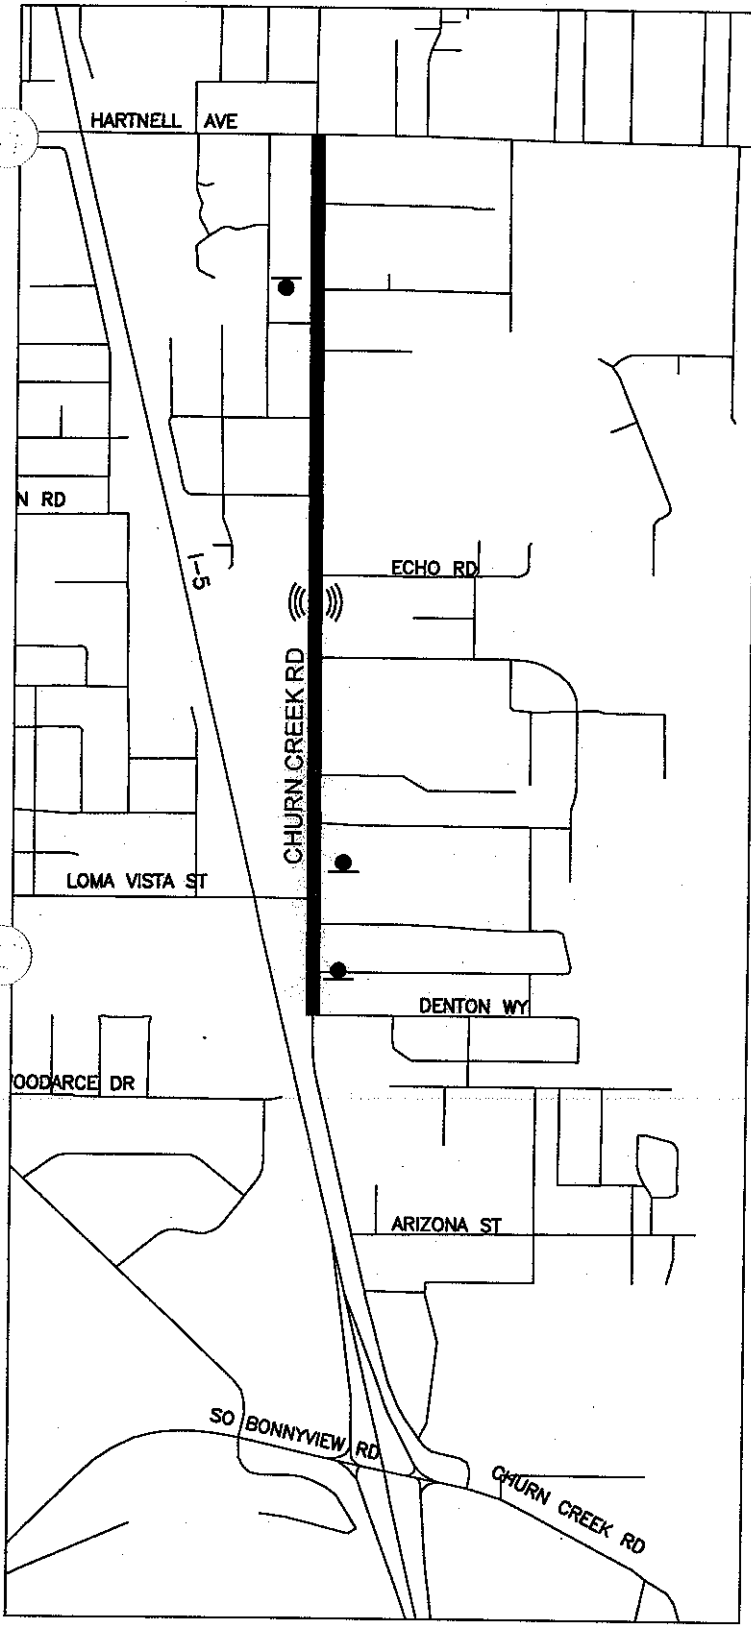 HARTNELL AVE
N RD
I-5
ECHO RD
CHURN CREEK RD
LOMA VISTA ST
DENTON WY
OODARCE DR
ARIZONA ST
SO BONNYVIEW RD
CHURN CREEK RD